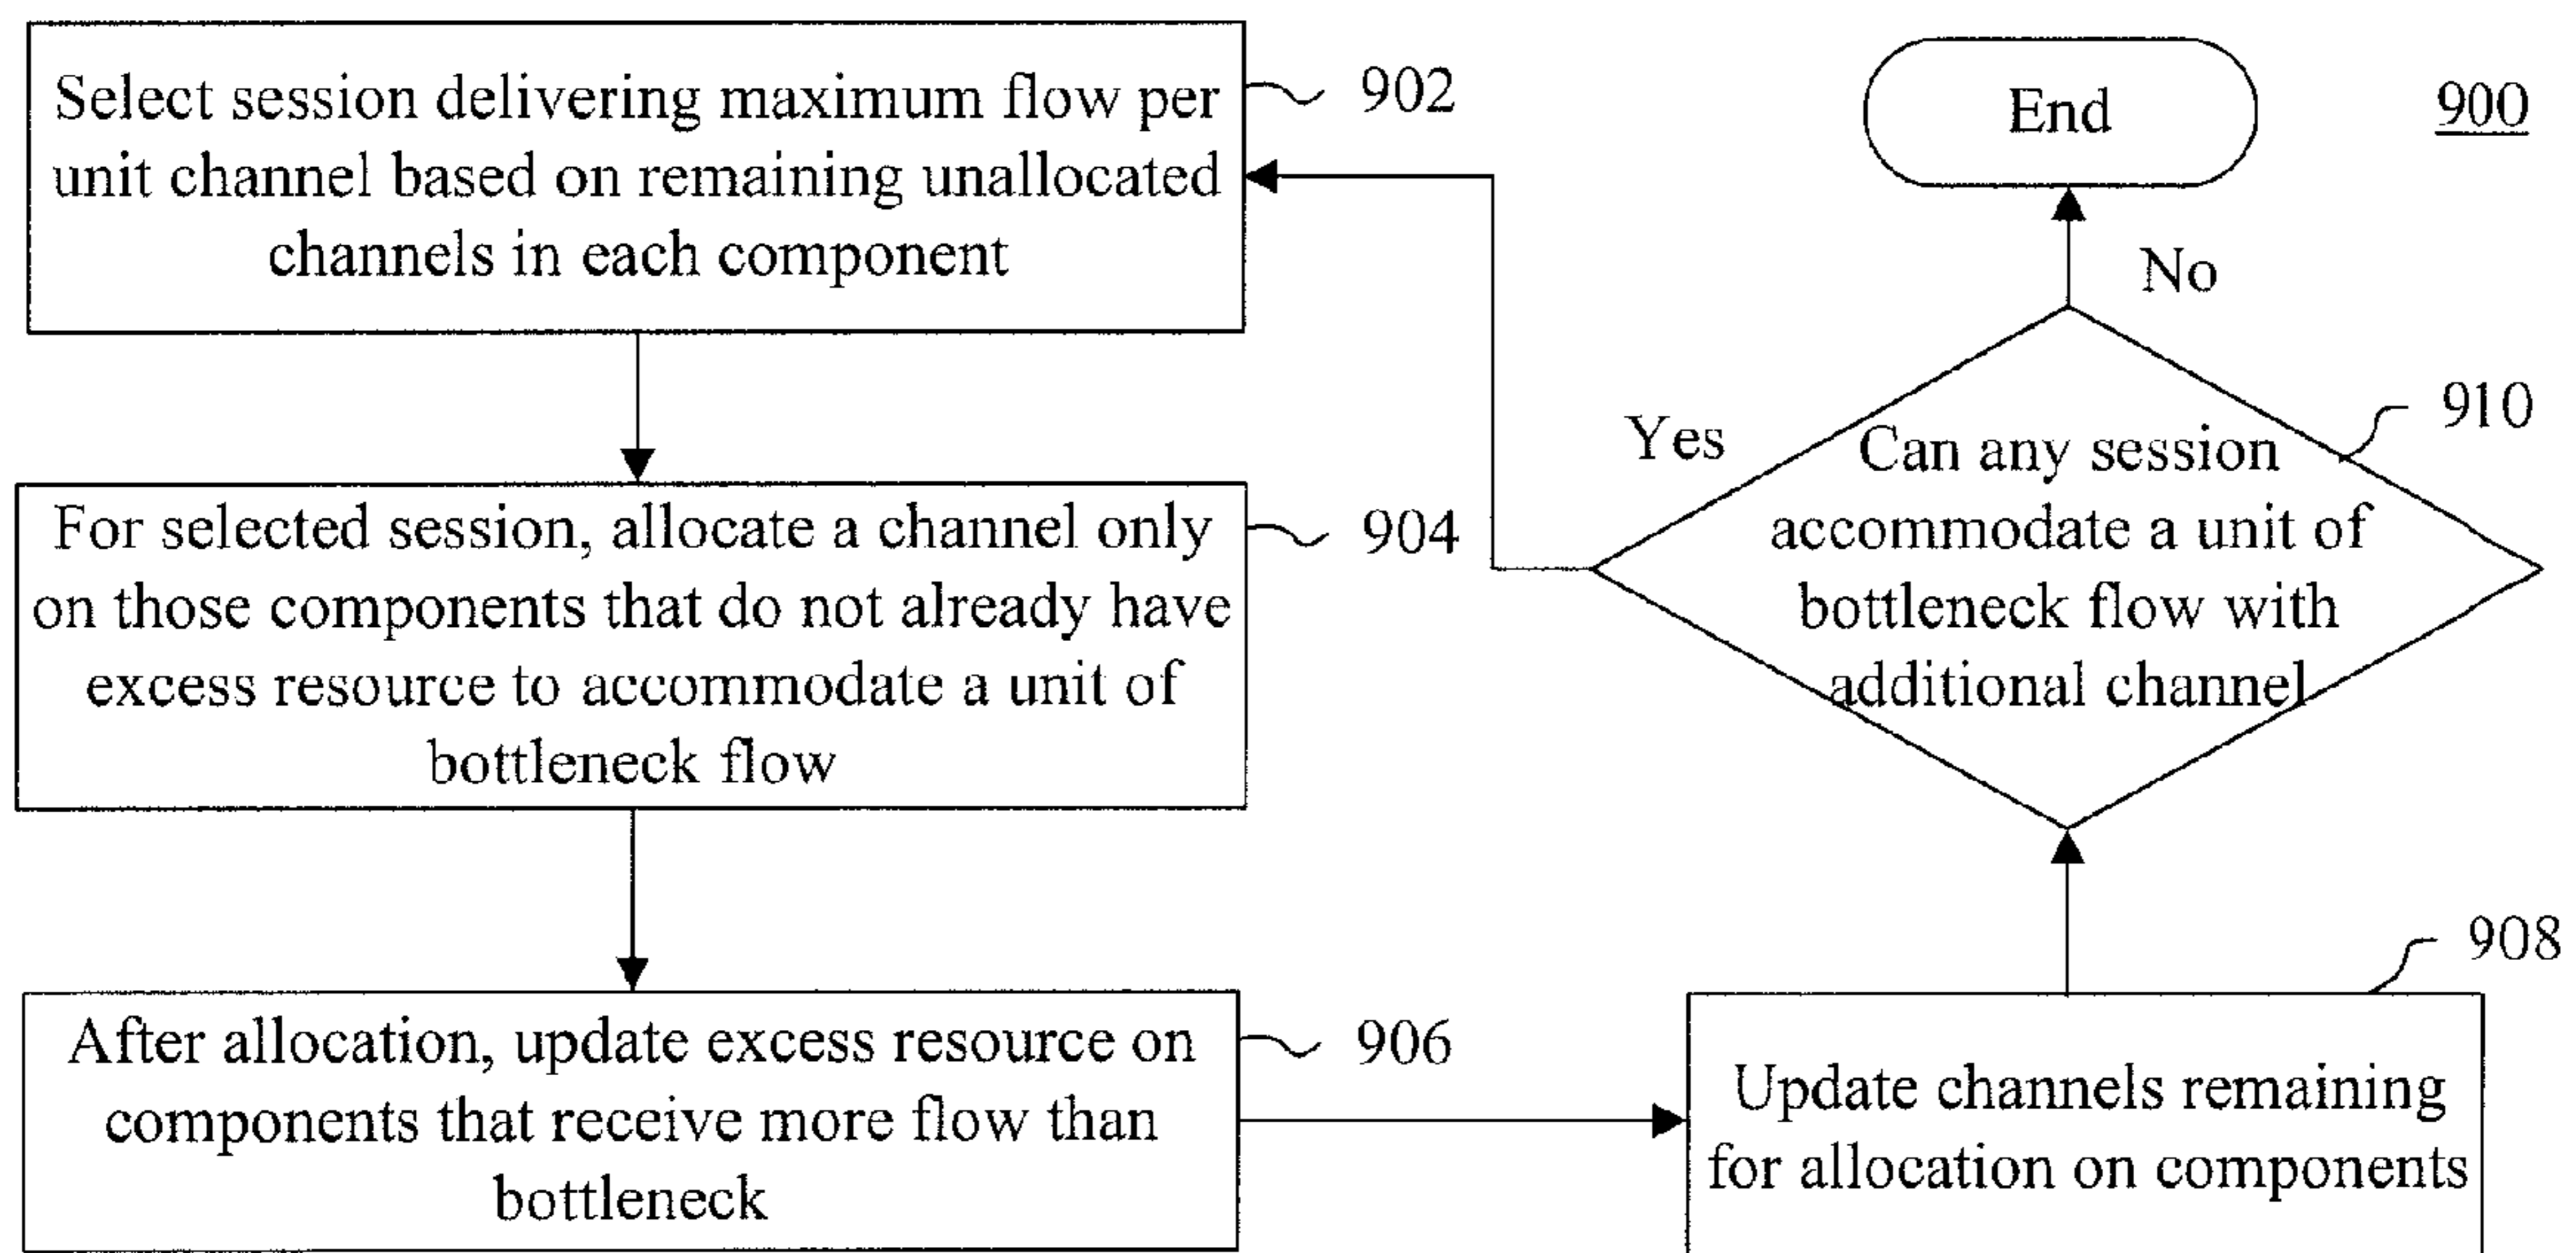 Select session delivering maximum flow per
unit channel based on remaining unallocated
channels in each component
902
For selected session, allocate a channel only
on those components that do not already have
excess resource to accommodate a unit of
bottleneck flow
904
After allocation, update excess resource on
components that receive more flow than
bottleneck
906
Update channels remaining
for allocation on components
908
Can any session
accommodate a unit of
bottleneck flow with
additional channel
910
Yes
No
End
900